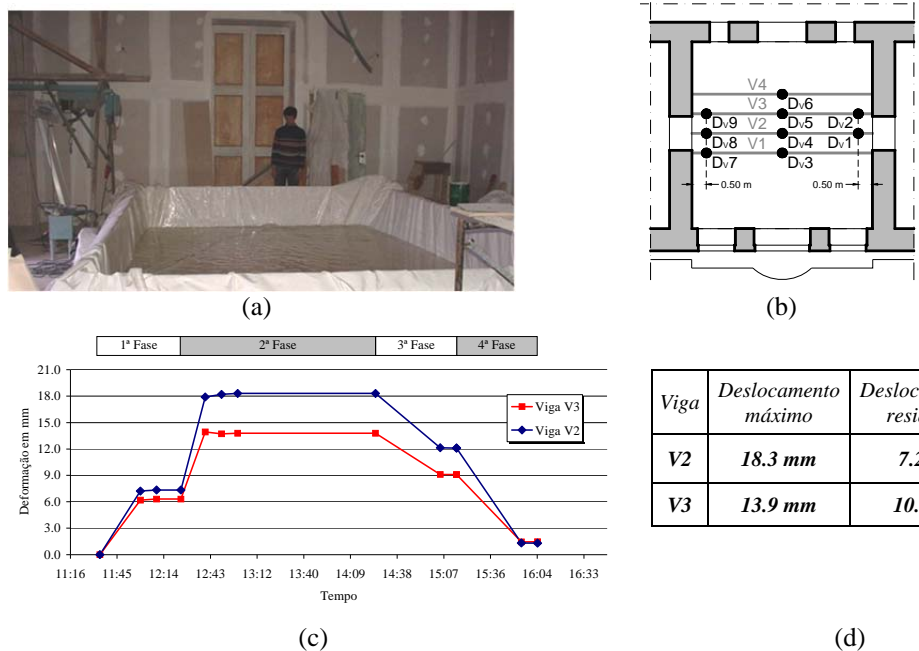 (a)
V4
V3
Dv6
Dv9
V2
Dv5
Dv2
Dv8
V1
Dv4
Dv1
Dv7
Dv3
0.50 m
0.50 m
(b)
1ª Fase
2ª Fase
3ª Fase
4ª Fase
21.0
18.0
15.0
12.0
9.0
6.0
3.0
0.0
Deformação em mm
Viga V3
Viga V2
11:16 11:45 12:14 12:43 13:12 13:40 14:09 14:38 15:07 15:36 16:04 16:33
Tempo
(c)
Viga
Deslocamento
máximo
V2 18.3 mm 7.2
V3 13.9 mm 10.
(d)